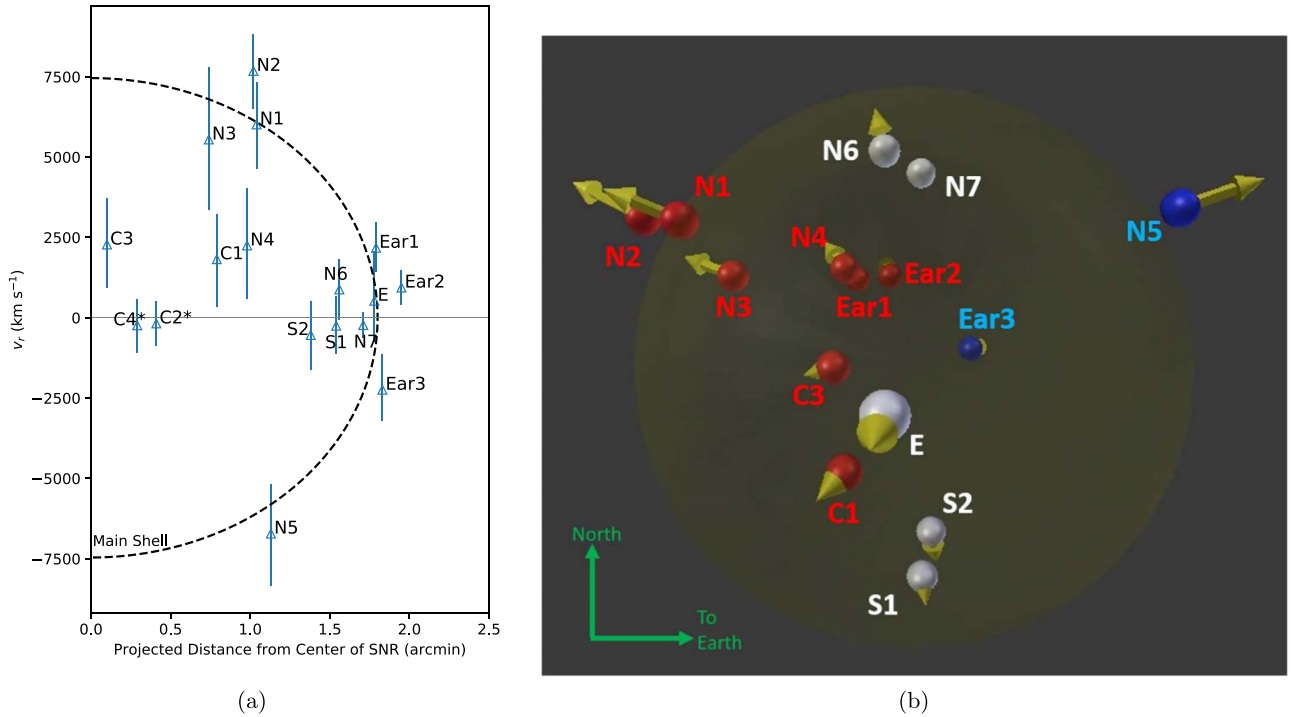 7500
5000
2500
0
−2500
−5000
−7500
v_r (km s⁻¹)
N2
N1
N3
C3
C1
N4
Ear1
Ear2
N6
E
C4*
C2*
S2
S1
N7
Ear3
N5
Main Shell
0.0 0.5 1.0 1.5 2.0 2.5
Projected Distance from Center of SNR (arcmin)
(a)
N6
N7
N1
N2
N5
N4
N3
Ear1
Ear2
Ear3
C3
E
C1
S2
S1
North
To
Earth
(b)